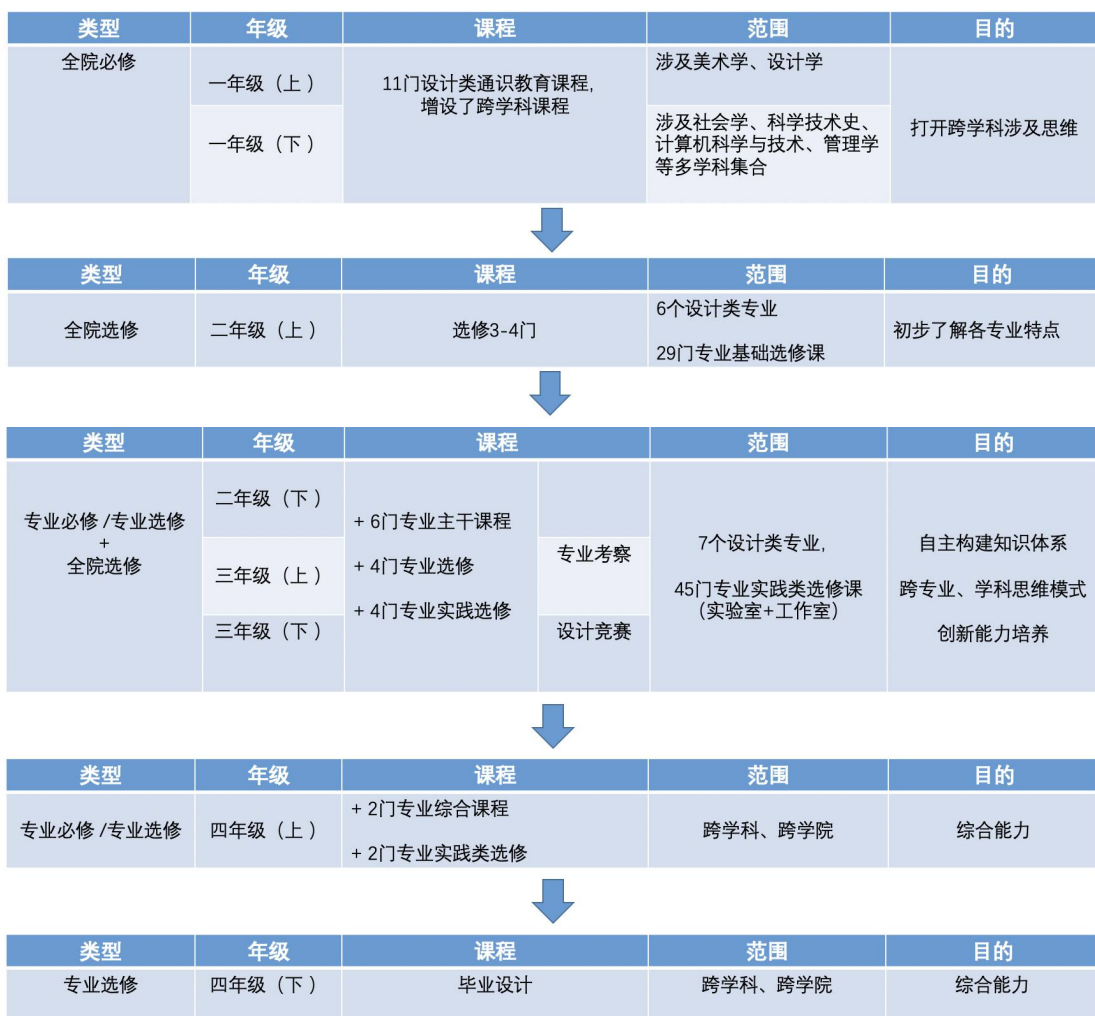 类型 年级 课程 范围 目的
全院必修
一年级（上）
11门设计类通识教育课程,
增设了跨学科课程
涉及美术学、设计学
一年级（下）
涉及社会学、科学技术史、
计算机科学与技术、管理学
等多学科集合
打开跨学科涉及思维
类型 年级 课程 范围 目的
全院选修
二年级（上）
选修3-4门
6个设计类专业
29门专业基础选修课
初步了解各专业特点
类型 年级 课程 范围 目的
专业必修 /专业选修
+
全院选修
二年级（下）
三年级（上）
三年级（下）
+ 6门专业主干课程
+ 4门专业选修
+ 4门专业实践选修
专业考察
设计竞赛
7个设计类专业,
45门专业实践类选修课
（实验室+工作室）
自主构建知识体系
跨专业、学科思维模式
创新能力培养
类型 年级 课程 范围 目的
专业必修 /专业选修
四年级（上）
+ 2门专业综合课程
+ 2门专业实践类选修
跨学科、跨学院
综合能力
类型 年级 课程 范围 目的
专业选修
四年级（下）
毕业设计
跨学科、跨学院
综合能力